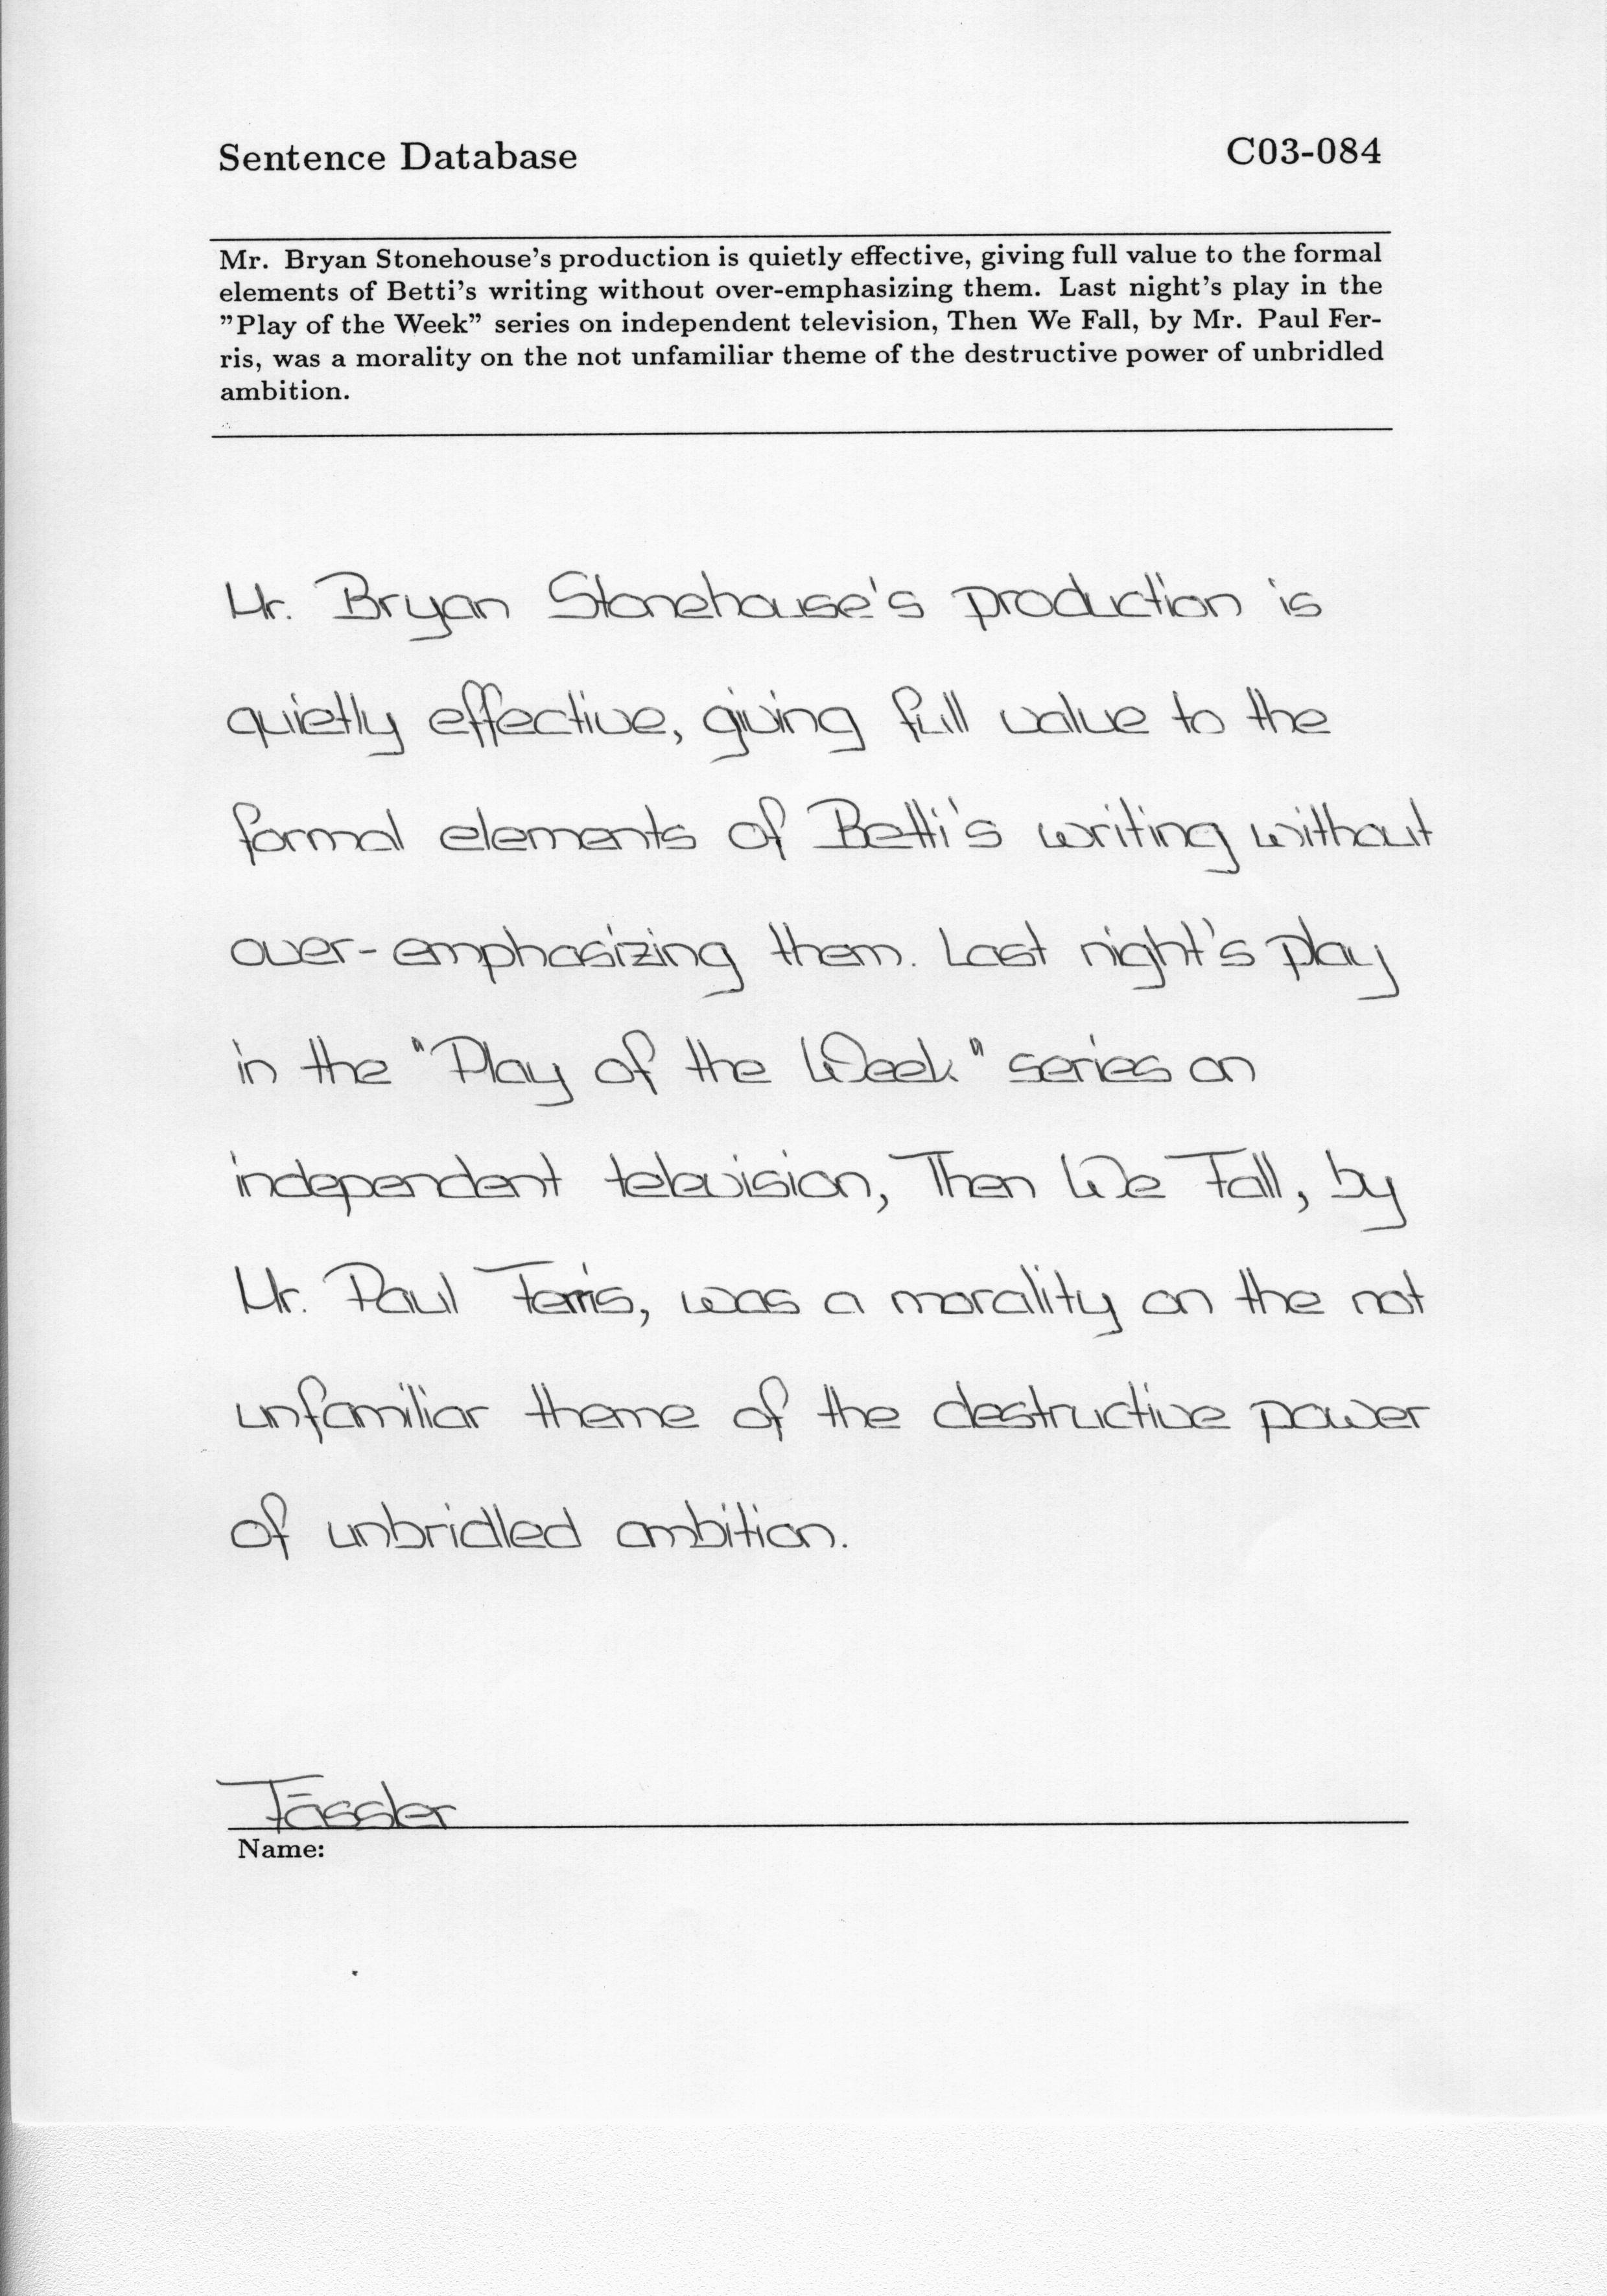 Sentence Database
C03-084
Mr. Bryan Stonehouse's production is quietly effective, giving full value to the formal
elements of Betti's writing without over-emphasizing them. Last night's play in the
"Play of the Week" series on independent television, Then We Fall, by Mr. Paul Fer-
ris, was a morality on the not unfamiliar theme of the destructive power of unbridled
ambition.
Mr. Bryan Stonehouse's production is
quietly effective, giving full value to the
formal elements of Betti's writing without
over-emphasizing them. Last night's play
in the "Play of the Week" series on
independent television, Then We Fall, by
Mr. Paul Ferris, was a morality on the not
unfamiliar theme of the destructive power
of unbridled ambition.
Fässler
Name: